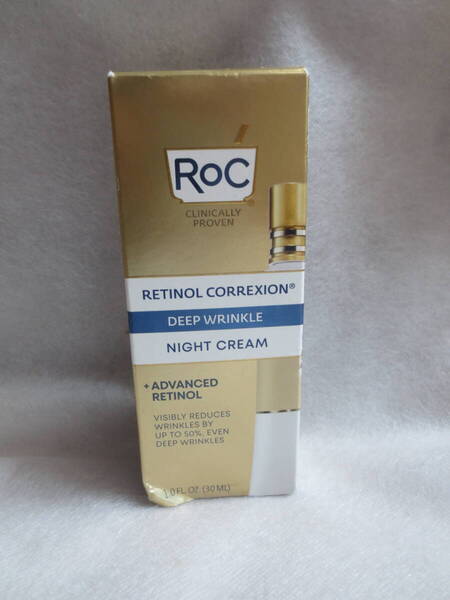 RoC
CLINICALLY
PROVEN
RETINOL CORREXION®
DEEP WRINKLE
NIGHT CREAM
+ADVANCED
RETINOL
VISIBLY REDUCES
WRINKLES BY
UP TO 50%, EVEN
DEEP WRINKLES
1.0 FL. OZ. (30 ML)